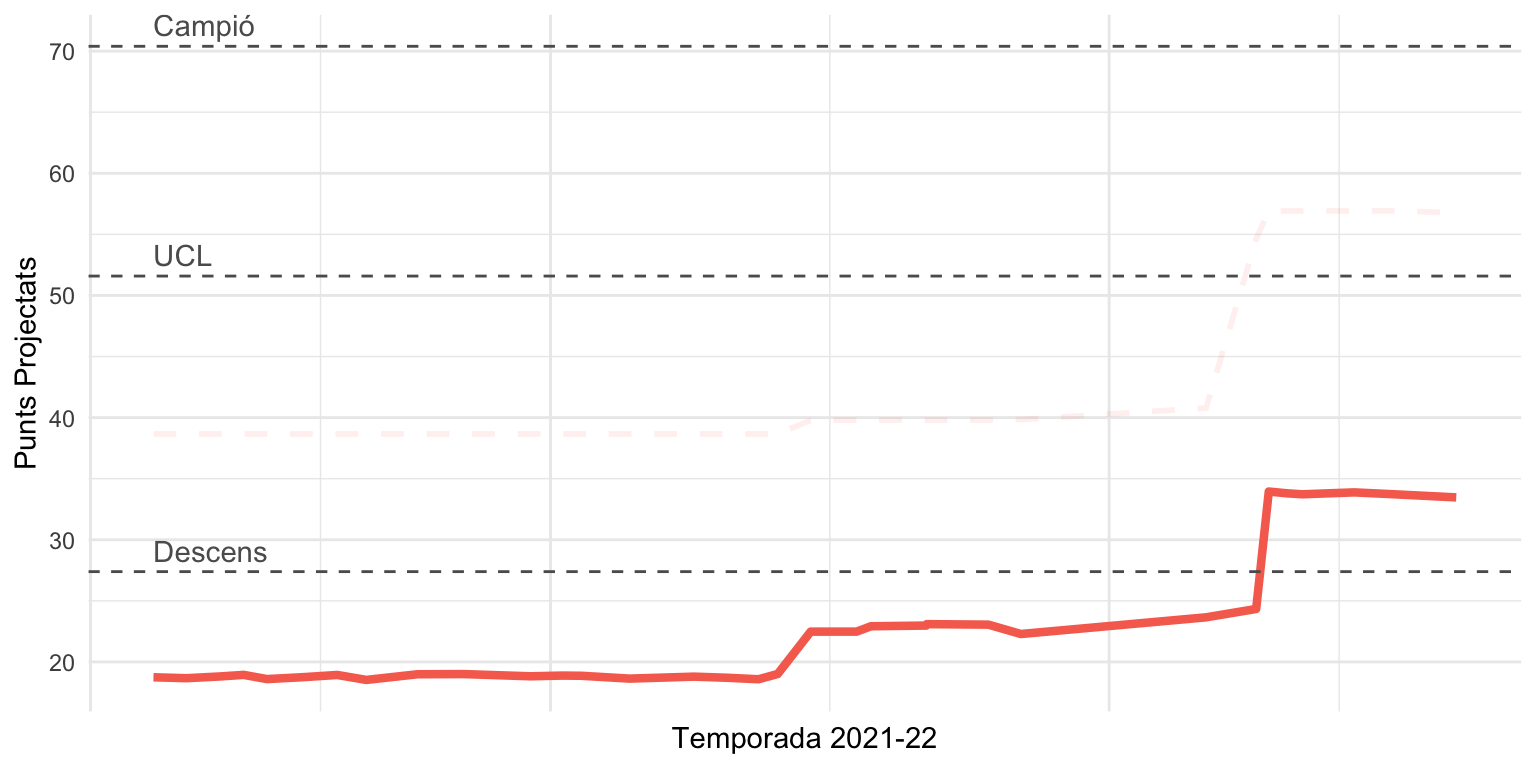 Campió
70
60
UCL
50
Punts Projectats
40
30
Descens
20
Temporada 2021-22